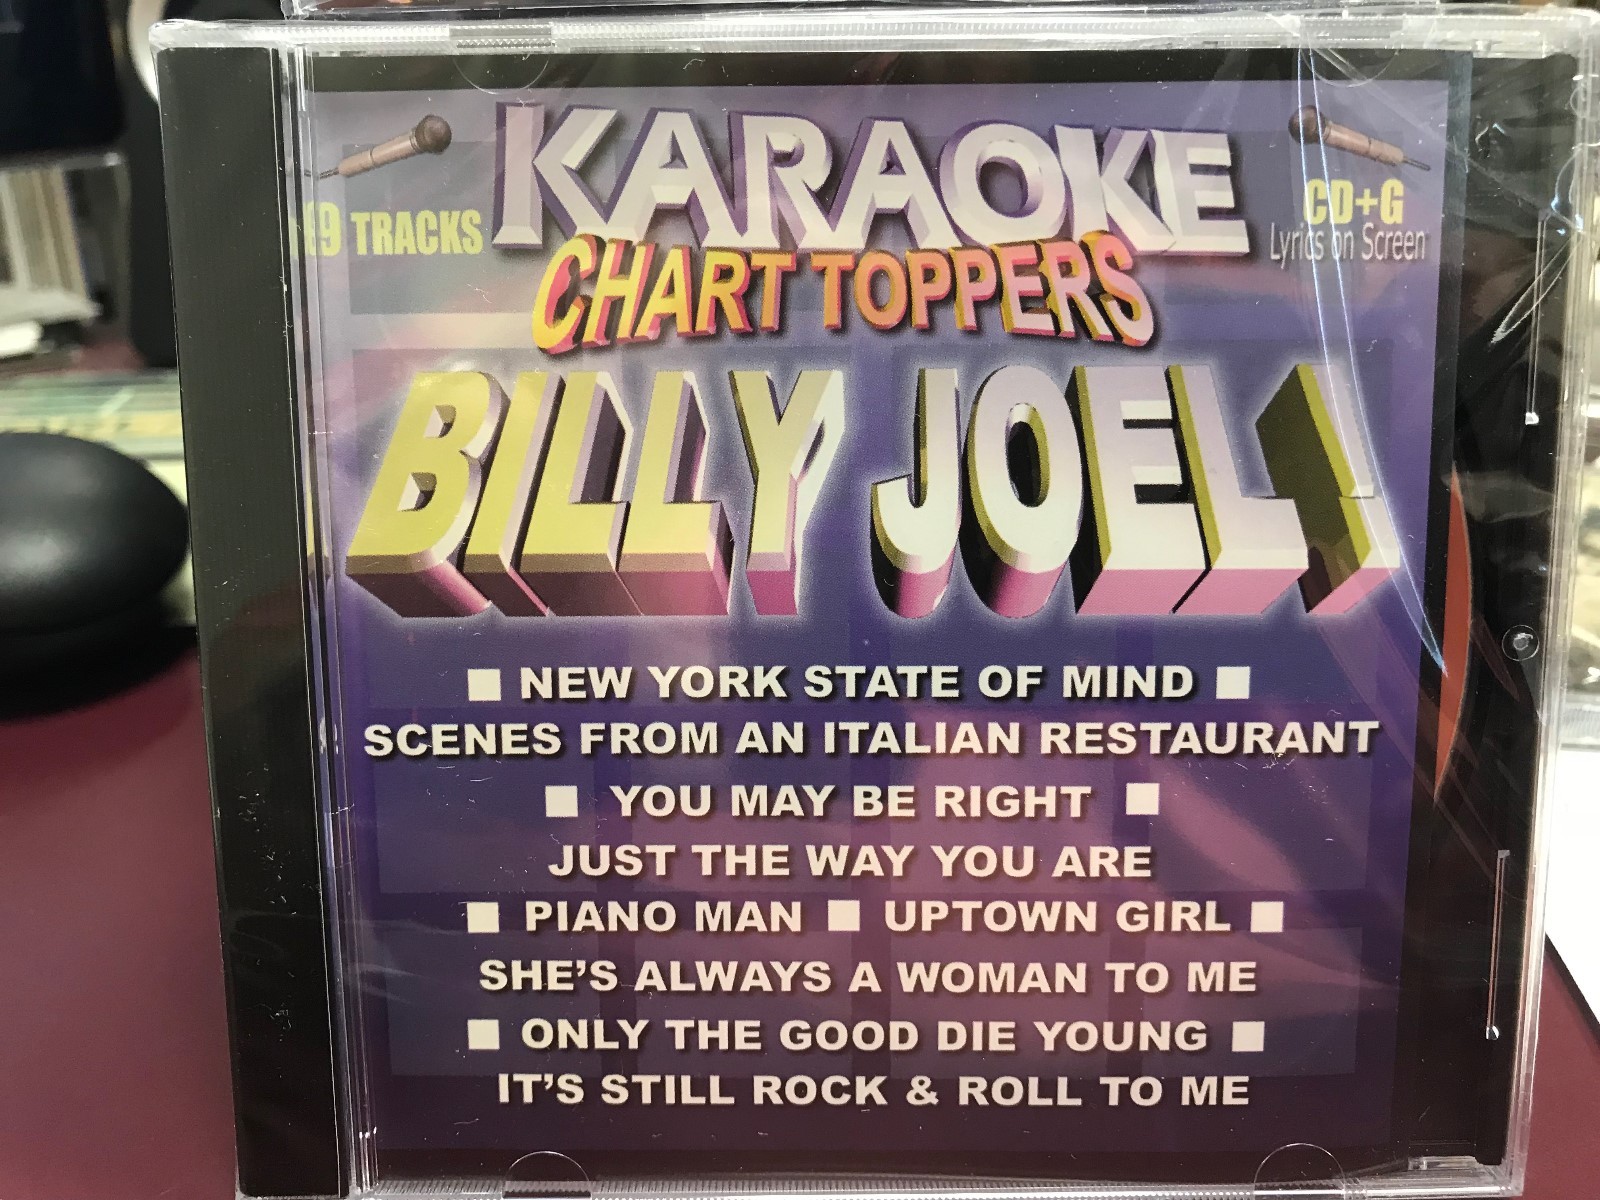 KARAOKE
9 TRACKS
CD+G
Lyrics on Screen
CHART TOPPERS
BILLY JOEL 1
■ NEW YORK STATE OF MIND ■
SCENES FROM AN ITALIAN RESTAURANT
■ YOU MAY BE RIGHT ■
JUST THE WAY YOU ARE
■ PIANO MAN ■ UPTOWN GIRL ■
SHE'S ALWAYS A WOMAN TO ME
■ ONLY THE GOOD DIE YOUNG ■
IT'S STILL ROCK & ROLL TO ME